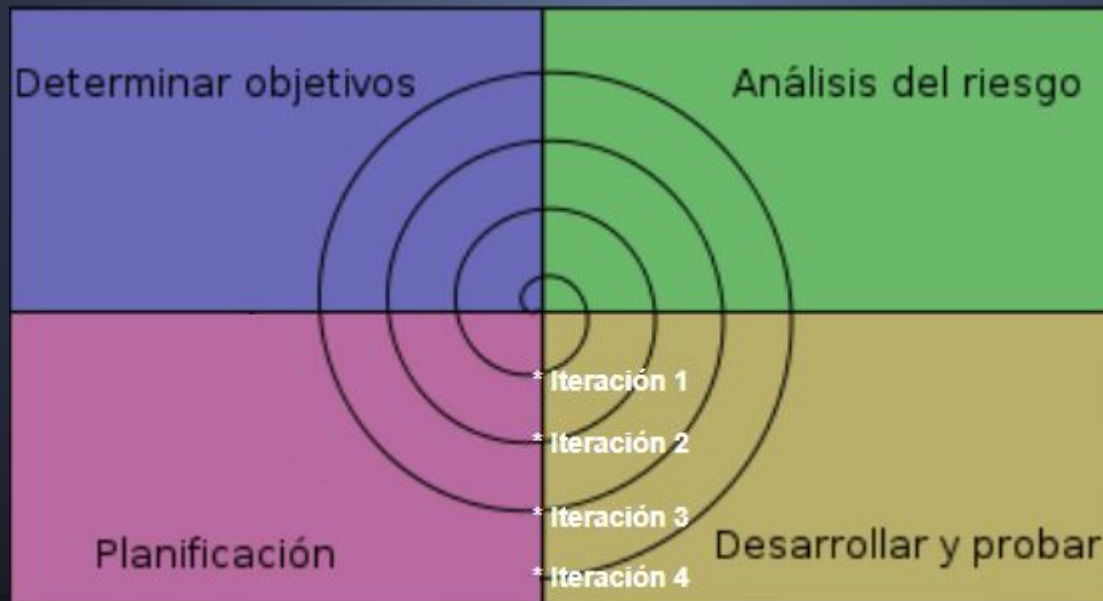 Determinar objetivos
Análisis del riesgo
* Iteración 1
* Iteración 2
* Iteración 3
* Iteración 4
Planificación
Desarrollar y probar